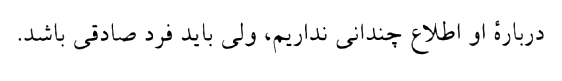 دربارهٔ او اطلاع چندانی نداریم، ولی باید فرد صادقی باشد.